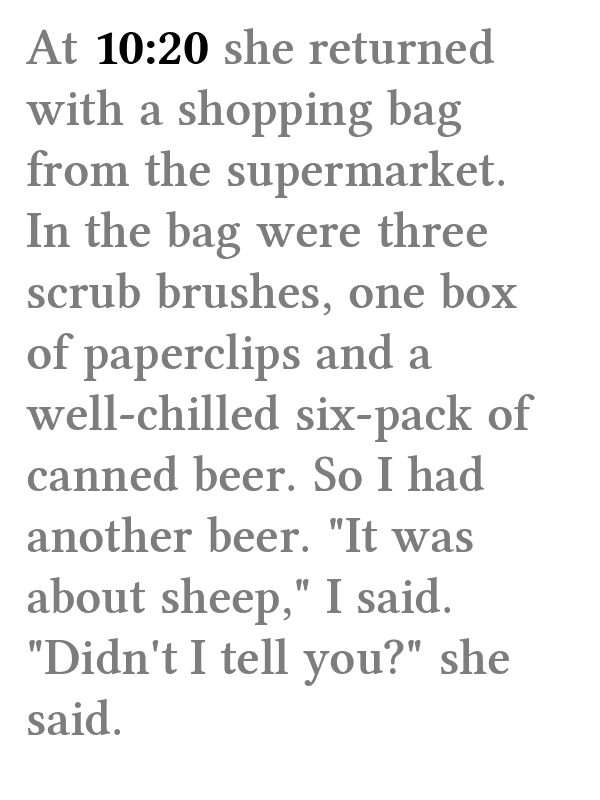 At 10:20 she returned
with a shopping bag
from the supermarket.
In the bag were three
scrub brushes, one box
of paperclips and a
well-chilled six-pack of
canned beer. So I had
another beer. "It was
about sheep," I said.
"Didn't I tell you?" she
said.